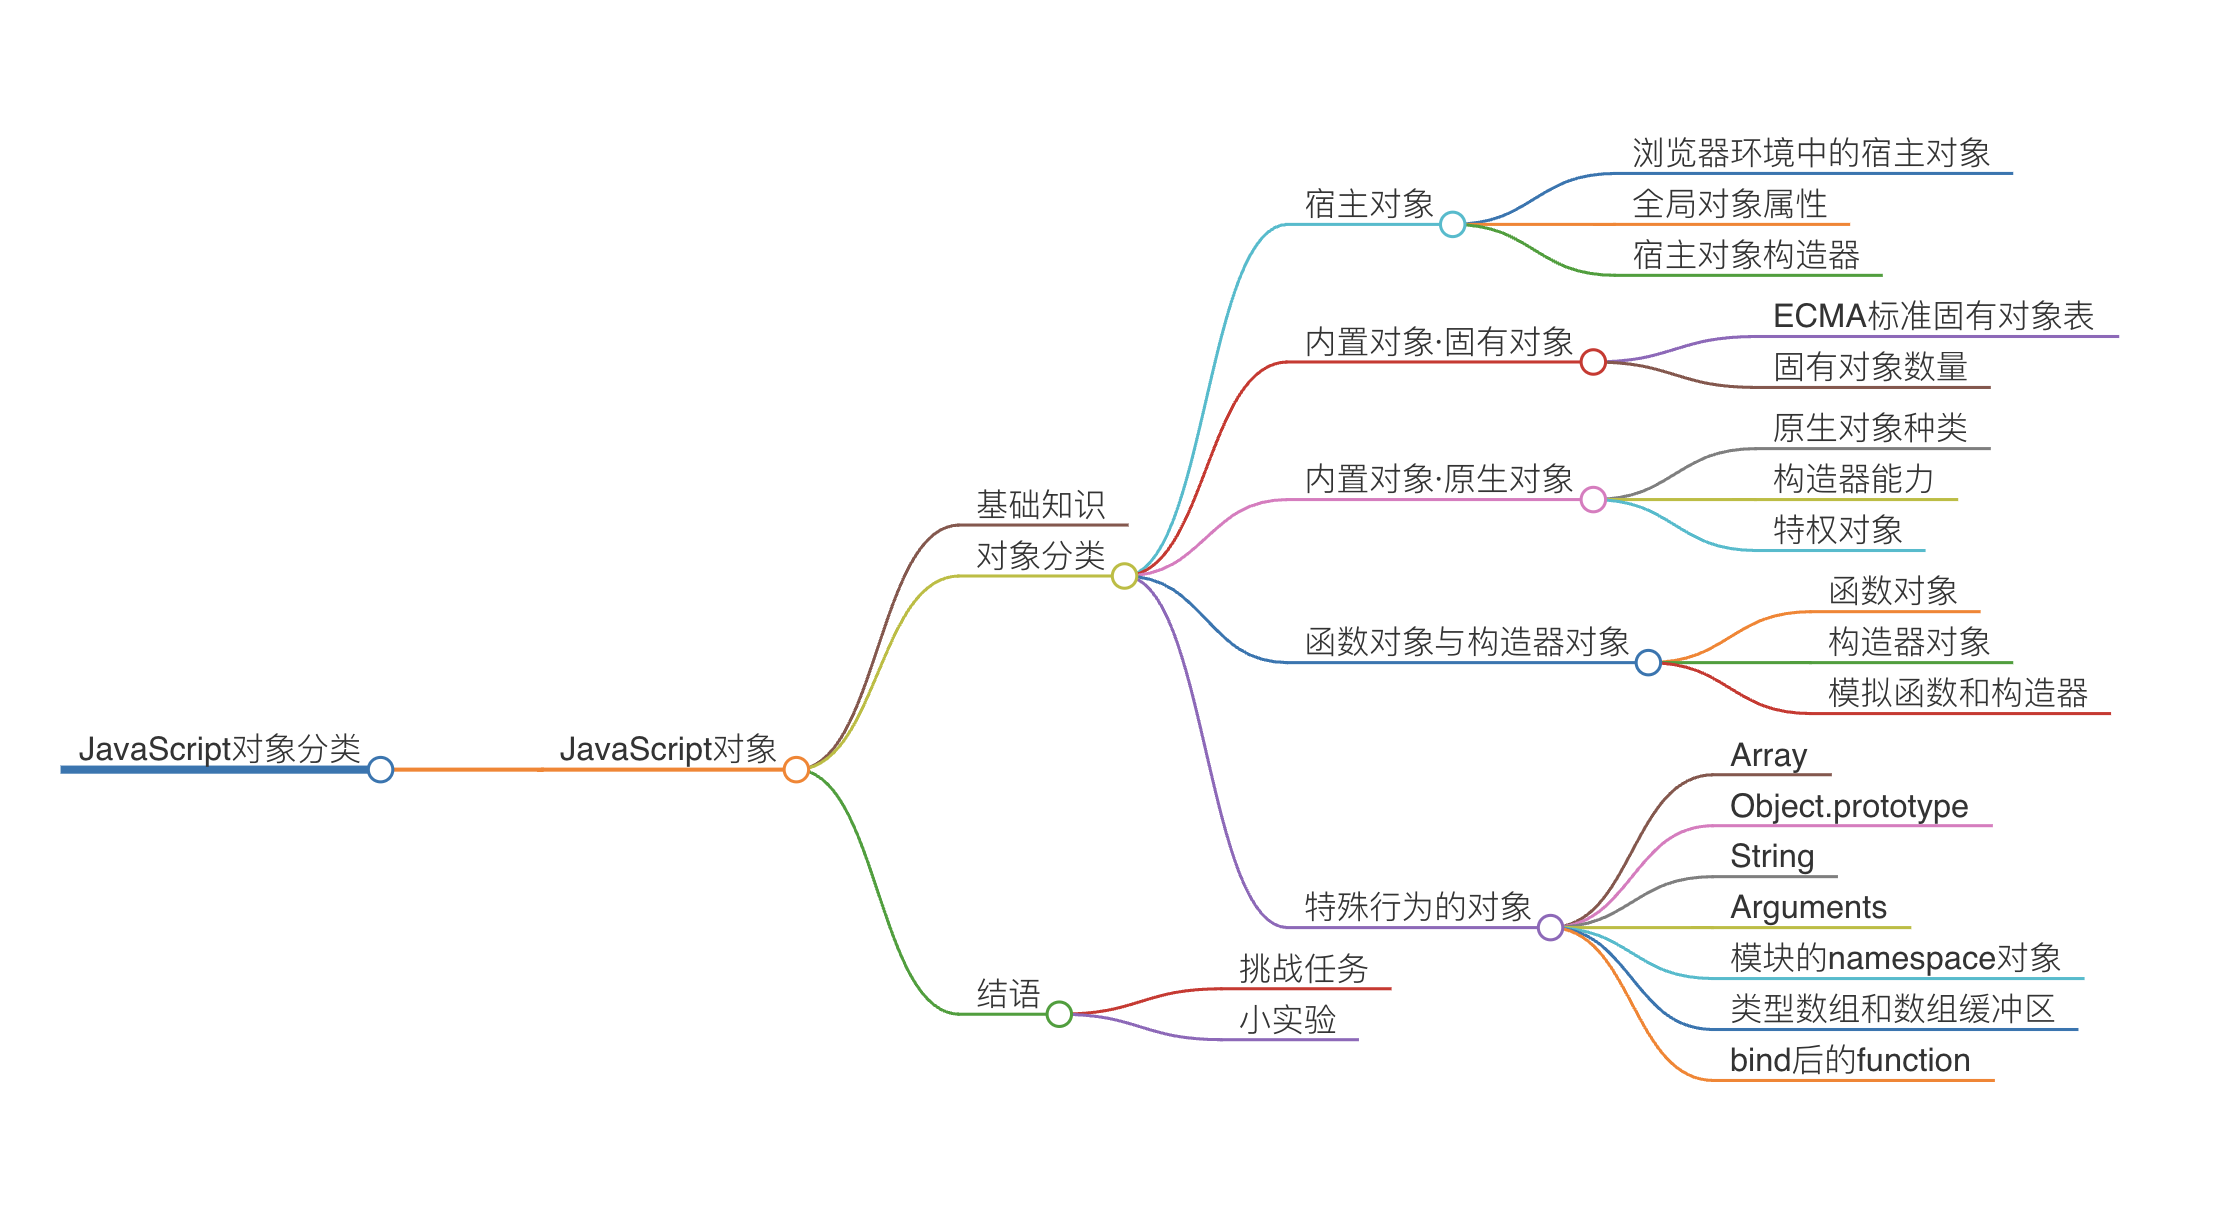 JavaScript对象分类
JavaScript对象
基础知识
对象分类
宿主对象
浏览器环境中的宿主对象
全局对象属性
宿主对象构造器
内置对象·固有对象
ECMA标准固有对象表
固有对象数量
内置对象·原生对象
原生对象种类
构造器能力
特权对象
函数对象与构造器对象
函数对象
构造器对象
模拟函数和构造器
特殊行为的对象
Array
Object.prototype
String
Arguments
模块的namespace对象
类型数组和数组缓冲区
bind后的function
结语
挑战任务
小实验